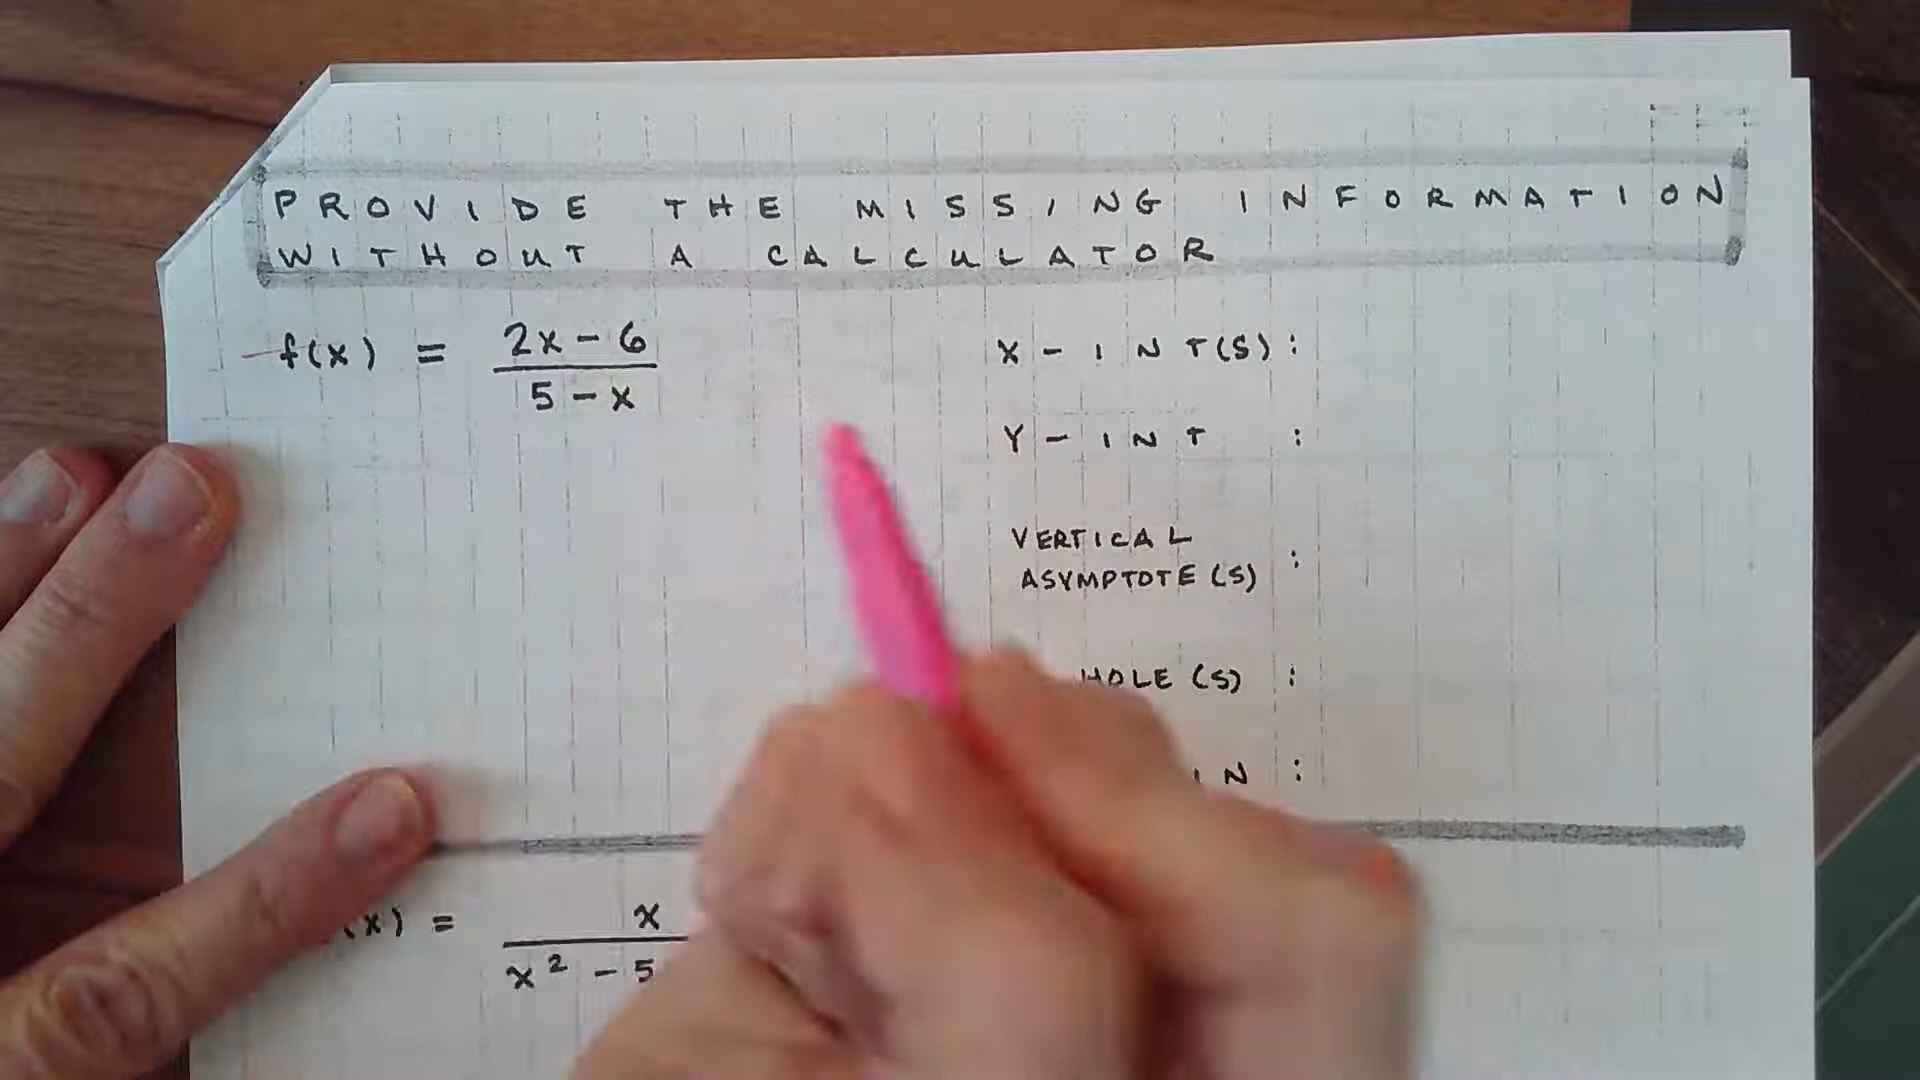 PROVIDE THE MISSING INFORMATION
WITHOUT A CALCULATOR
f(x) = 2x - 6
5 - x
X - INT(S):
Y - INT :
VERTICAL
ASYMPTOTE(S) :
HOLE(S) :
:
(x) = x
x² - 5